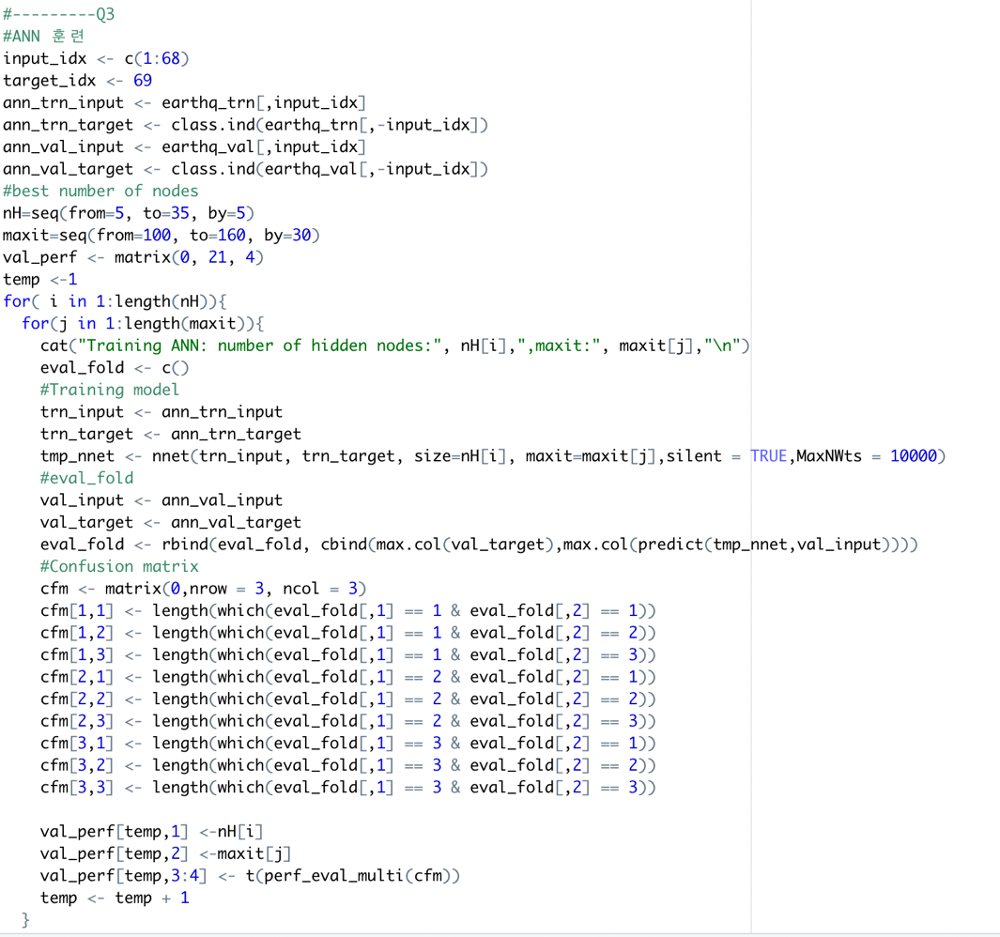 #---------Q3
#ANN 훈련
input_idx <- c(1:68)
target_idx <- 69
ann_trn_input <- earthq_trn[,input_idx]
ann_trn_target <- class.ind(earthq_trn[,-input_idx])
ann_val_input <- earthq_val[,input_idx]
ann_val_target <- class.ind(earthq_val[,-input_idx])
#best number of nodes
nH=seq(from=5, to=35, by=5)
maxit=seq(from=100, to=160, by=30)
val_perf <- matrix(0, 21, 4)
temp <-1
for( i in 1:length(nH)){
  for(j in 1:length(maxit)){
    cat("Training ANN: number of hidden nodes:", nH[i],",maxit:", maxit[j],"\n")
    eval_fold <- c()
    #Training model
    trn_input <- ann_trn_input
    trn_target <- ann_trn_target
    tmp_nnet <- nnet(trn_input, trn_target, size=nH[i], maxit=maxit[j],silent = TRUE,MaxNWts = 10000)
    #eval_fold
    val_input <- ann_val_input
    val_target <- ann_val_target
    eval_fold <- rbind(eval_fold, cbind(max.col(val_target),max.col(predict(tmp_nnet,val_input))))
    #Confusion matrix
    cfm <- matrix(0,nrow = 3, ncol = 3)
    cfm[1,1] <- length(which(eval_fold[,1] == 1 & eval_fold[,2] == 1))
    cfm[1,2] <- length(which(eval_fold[,1] == 1 & eval_fold[,2] == 2))
    cfm[1,3] <- length(which(eval_fold[,1] == 1 & eval_fold[,2] == 3))
    cfm[2,1] <- length(which(eval_fold[,1] == 2 & eval_fold[,2] == 1))
    cfm[2,2] <- length(which(eval_fold[,1] == 2 & eval_fold[,2] == 2))
    cfm[2,3] <- length(which(eval_fold[,1] == 2 & eval_fold[,2] == 3))
    cfm[3,1] <- length(which(eval_fold[,1] == 3 & eval_fold[,2] == 1))
    cfm[3,2] <- length(which(eval_fold[,1] == 3 & eval_fold[,2] == 2))
    cfm[3,3] <- length(which(eval_fold[,1] == 3 & eval_fold[,2] == 3))

    val_perf[temp,1] <-nH[i]
    val_perf[temp,2] <-maxit[j]
    val_perf[temp,3:4] <- t(perf_eval_multi(cfm))
    temp <- temp + 1
  }